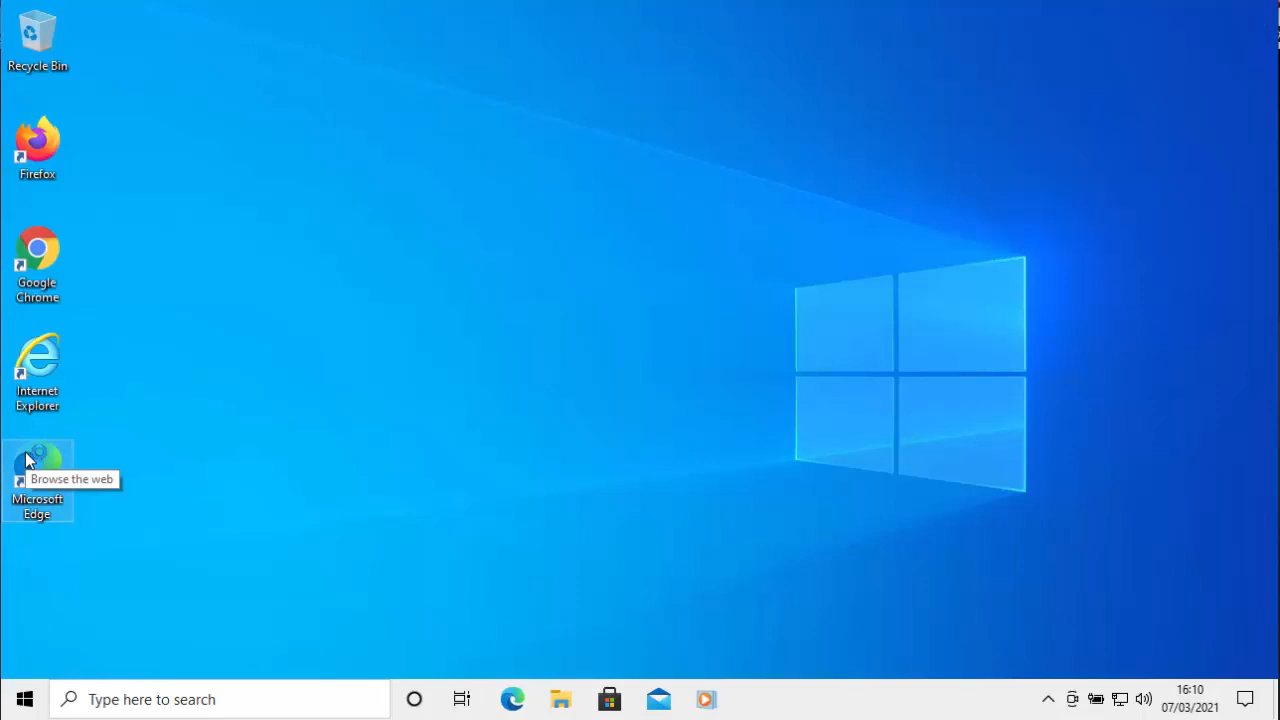 Recycle Bin
Firefox
Google
Chrome
Internet
Explorer
Browse the web
Microsoft
Edge
Type here to search
16:10
07/03/2021